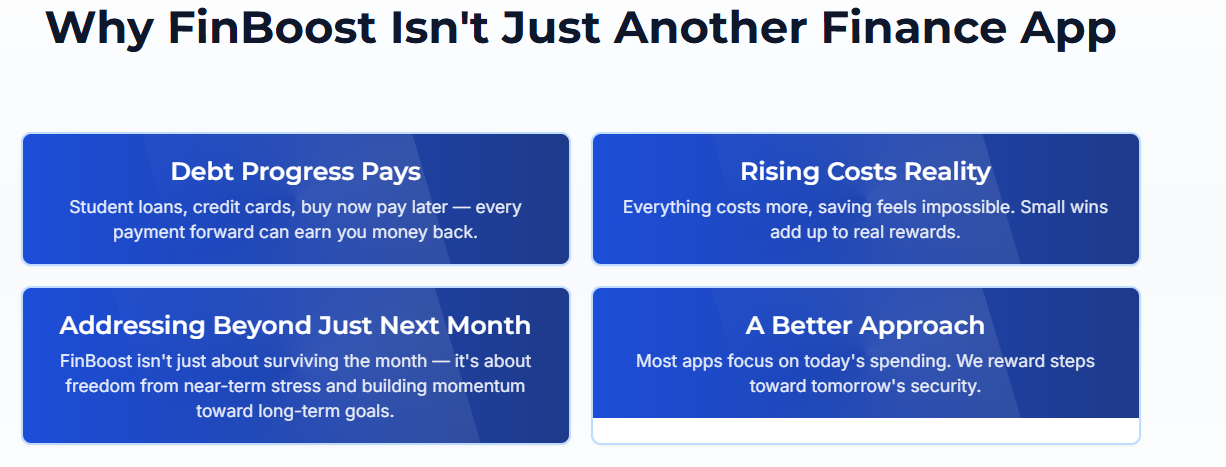 Why FinBoost Isn't Just Another Finance App
Debt Progress Pays
Student loans, credit cards, buy now pay later — every
payment forward can earn you money back.
Rising Costs Reality
Everything costs more, saving feels impossible. Small wins
add up to real rewards.
Addressing Beyond Just Next Month
FinBoost isn't just about surviving the month — it's about
freedom from near-term stress and building momentum
toward long-term goals.
A Better Approach
Most apps focus on today's spending. We reward steps
toward tomorrow's security.